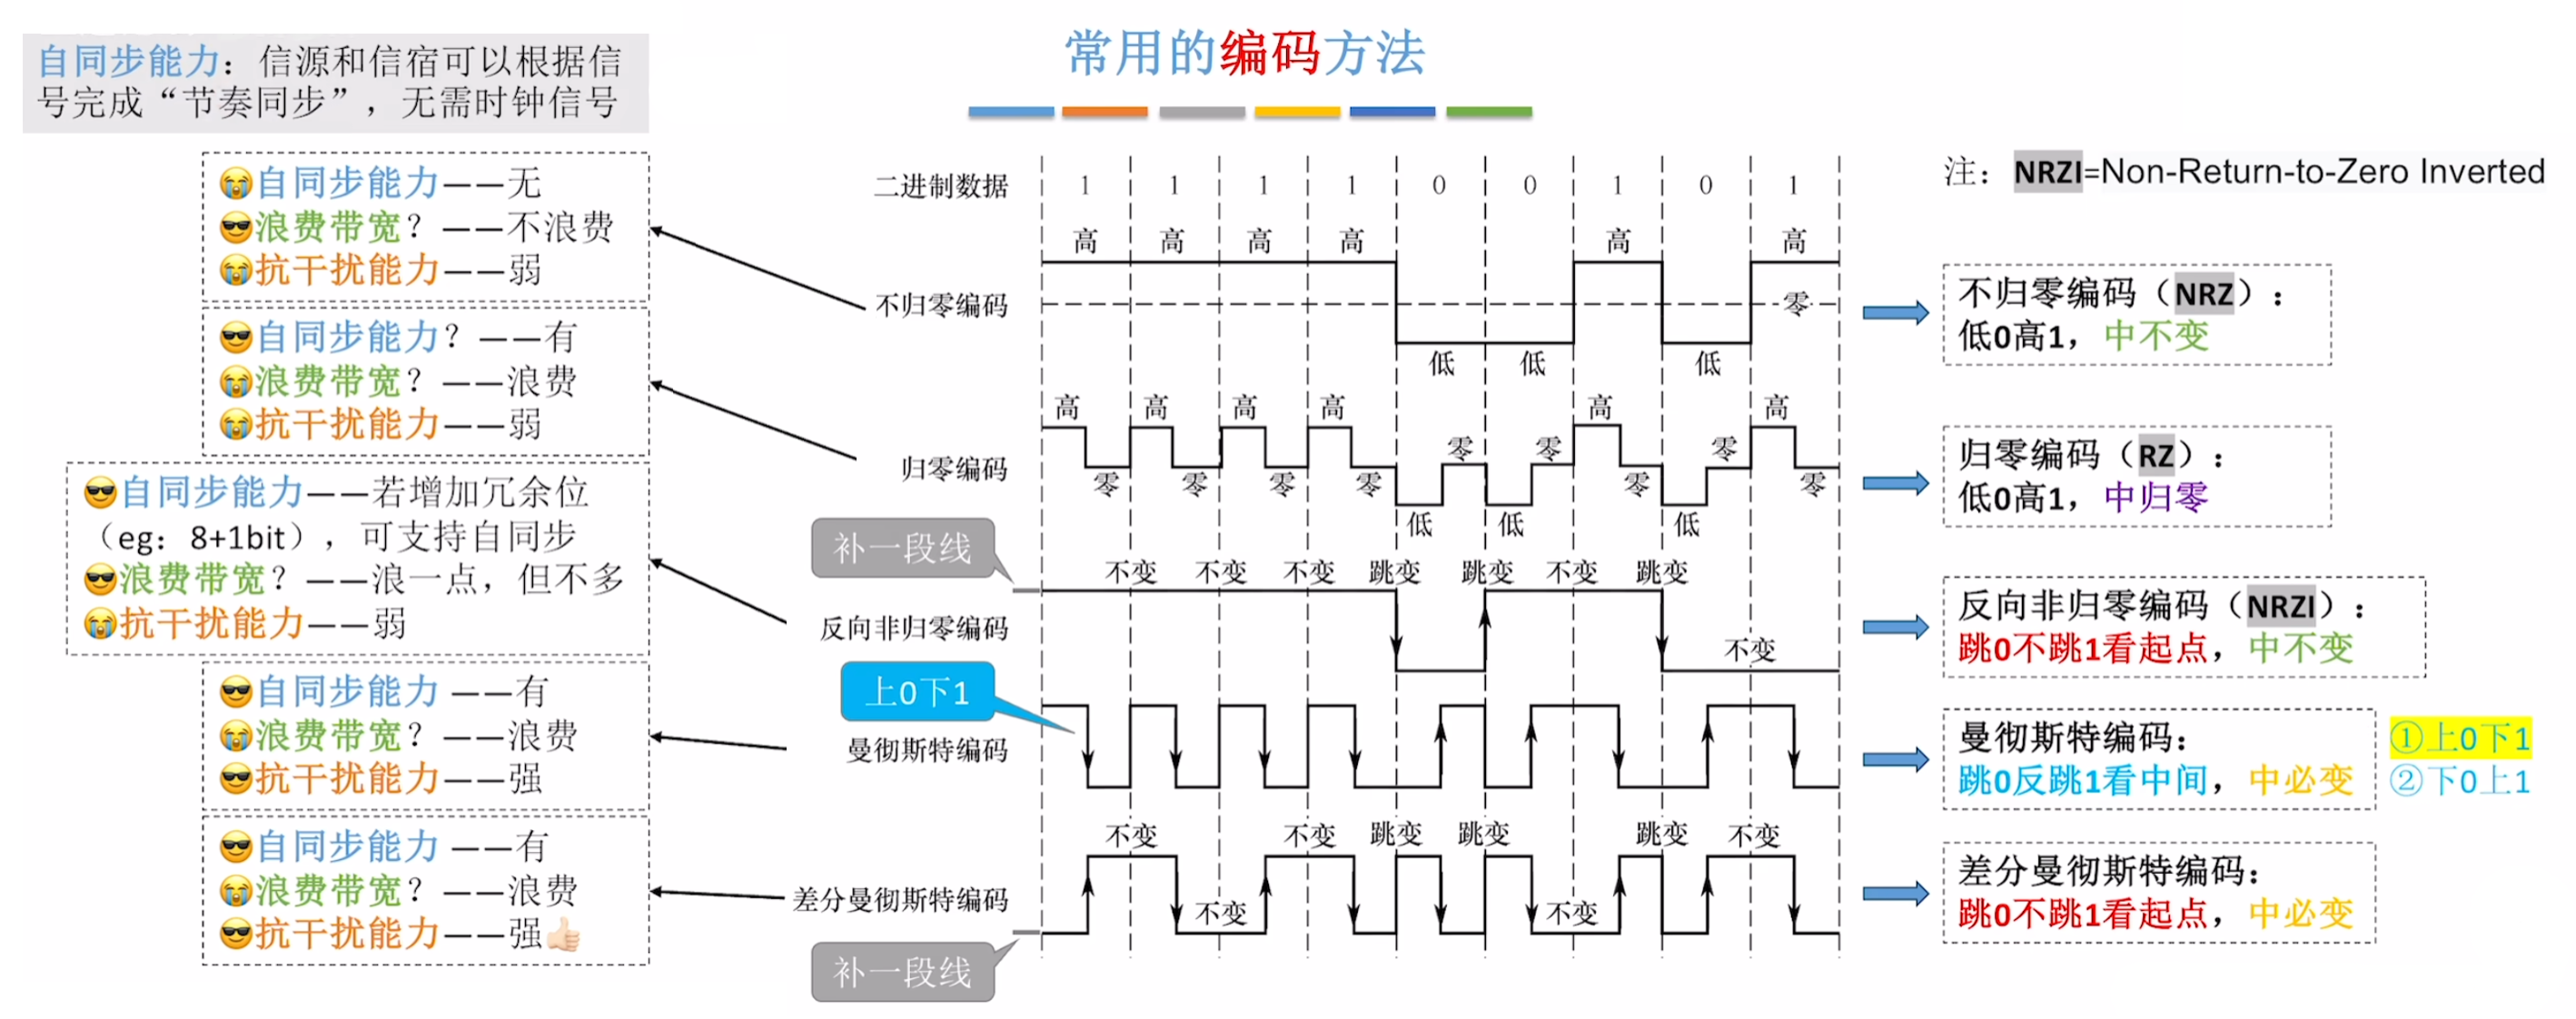 常用的编码方法
自同步能力：信源和信宿可以根据信
号完成“节奏同步”，无需时钟信号
😭自同步能力——无
😎浪费带宽？——不浪费
😭抗干扰能力——弱
😎自同步能力？——有
😭浪费带宽？——浪费
😭抗干扰能力——弱
😎自同步能力——若增加冗余位
（eg：8+1bit），可支持自同步
😎浪费带宽？——浪一点，但不多
😭抗干扰能力——弱
😎自同步能力 ——有
😭浪费带宽？——浪费
😎抗干扰能力——强
😎自同步能力 ——有
😭浪费带宽？——浪费
😎抗干扰能力——强👍🏻
二进制数据 1 1 1 1 0 0 1 0 1
高 高 高 高 高 高
不归零编码 零
低 低 低
高 高 高 高 高 高
零 零 零
归零编码 零 零 零 零 零 零
低 低 低
补一段线
不变 不变 不变 跳变 跳变 不变 跳变
反向非归零编码
不变
上0下1
曼彻斯特编码
不变 不变 跳变 跳变 跳变 不变
差分曼彻斯特编码 不变 不变
补一段线
注：NRZI=Non-Return-to-Zero Inverted
不归零编码（NRZ）：
低0高1，中不变
归零编码（RZ）：
低0高1，中归零
反向非归零编码（NRZI）：
跳0不跳1看起点，中不变
曼彻斯特编码：
跳0反跳1看中间，中必变
①上0下1
②下0上1
差分曼彻斯特编码：
跳0不跳1看起点，中必变